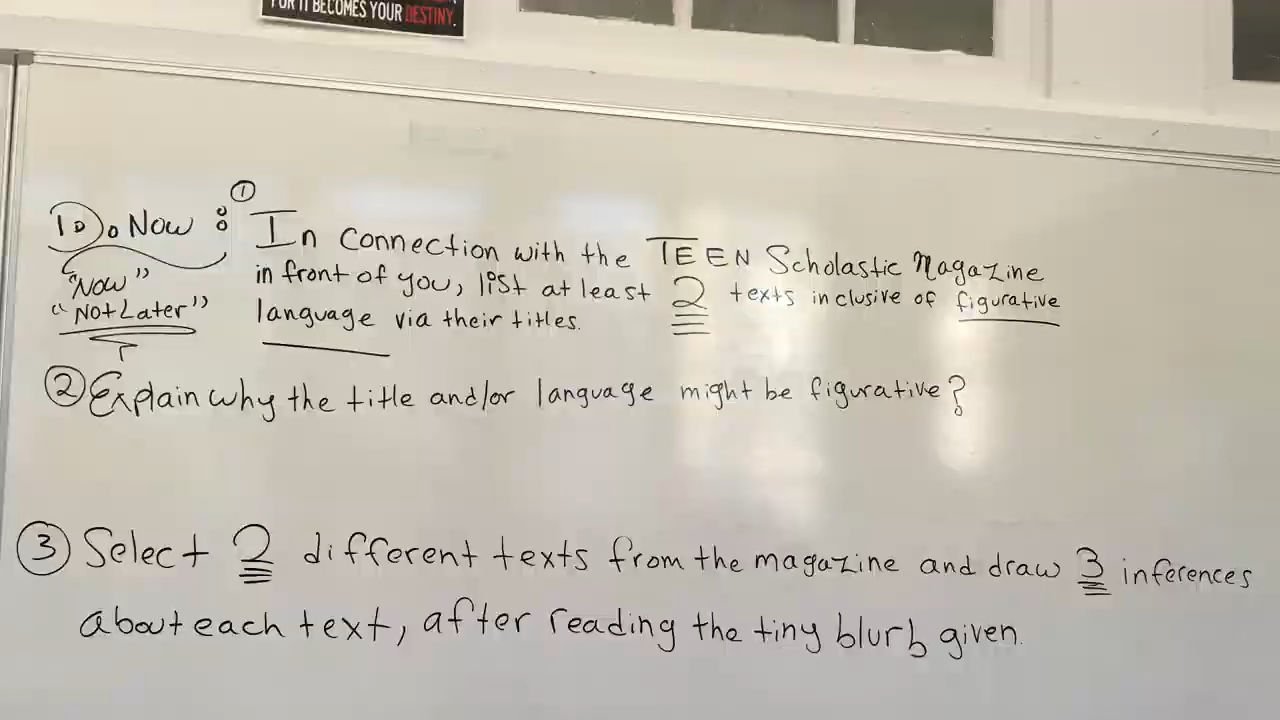 FOR IT BECOMES YOUR DESTINY.
Do Now : ① In connection with the TEEN Scholastic Magazine
"Now" in front of you, list at least 2 texts inclusive of figurative
"Not Later" language via their titles.
② Explain why the title and/or language might be figurative?
③ Select 2 different texts from the magazine and draw 3 inferences
about each text, after reading the tiny blurb given.